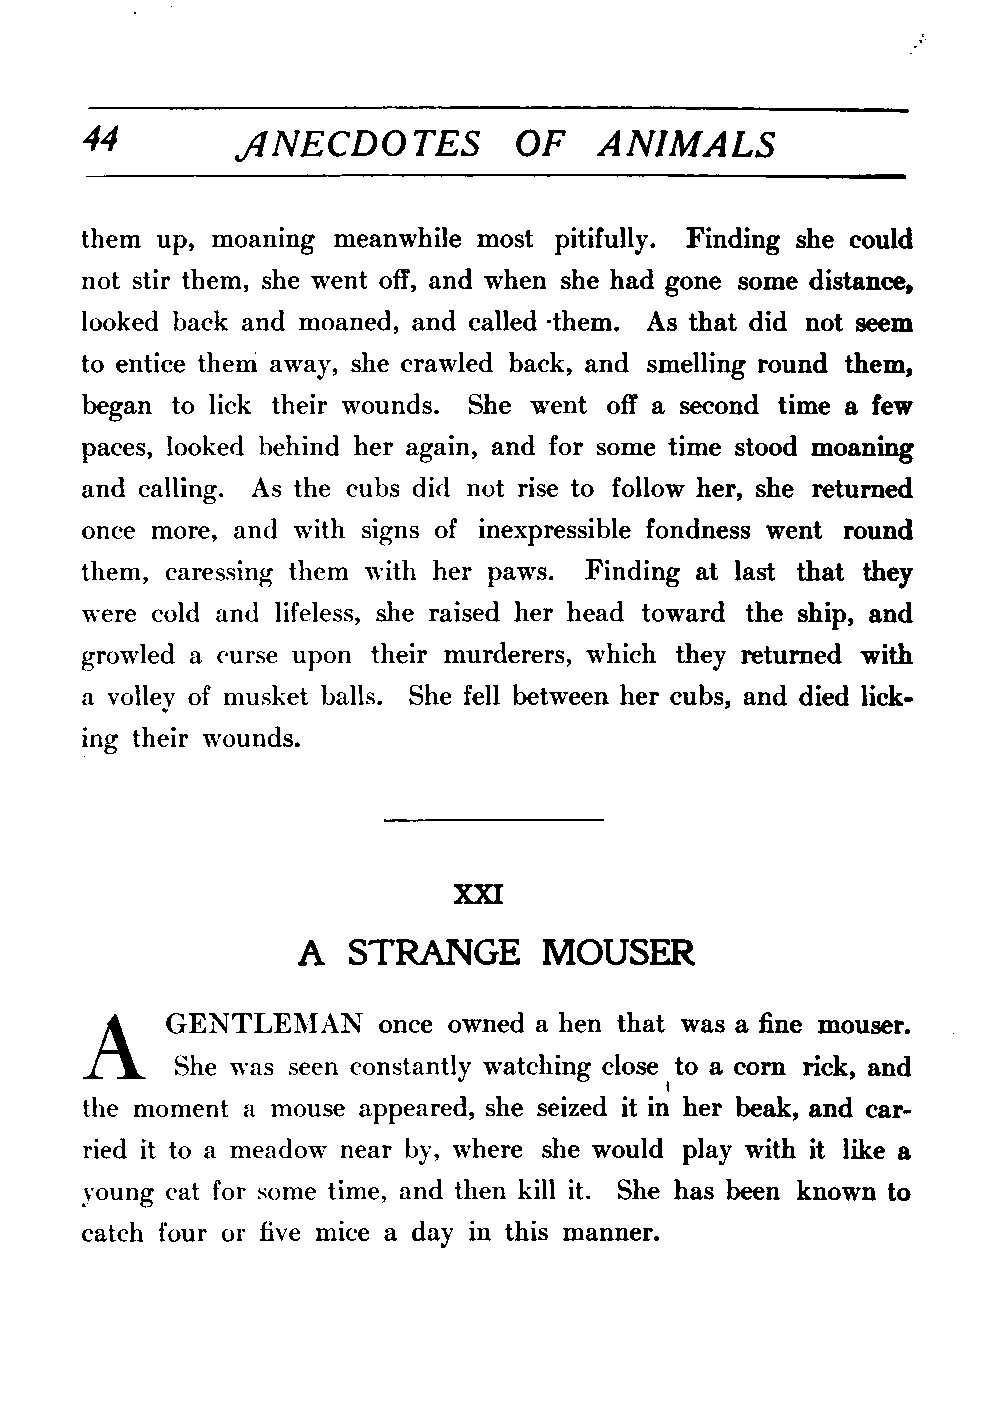 44 ANECDOTES OF ANIMALS
them up, moaning meanwhile most pitifully. Finding she could
not stir them, she went off, and when she had gone some distance,
looked back and moaned, and called them. As that did not seem
to entice them away, she crawled back, and smelling round them,
began to lick their wounds. She went off a second time a few
paces, looked behind her again, and for some time stood moaning
and calling. As the cubs did not rise to follow her, she returned
once more, and with signs of inexpressible fondness went round
them, caressing them with her paws. Finding at last that they
were cold and lifeless, she raised her head toward the ship, and
growled a curse upon their murderers, which they returned with
a volley of musket balls. She fell between her cubs, and died lick-
ing their wounds.
XXI
A STRANGE MOUSER
A GENTLEMAN once owned a hen that was a fine mouser.
She was seen constantly watching close to a corn rick, and
the moment a mouse appeared, she seized it in her beak, and car-
ried it to a meadow near by, where she would play with it like a
young cat for some time, and then kill it. She has been known to
catch four or five mice a day in this manner.